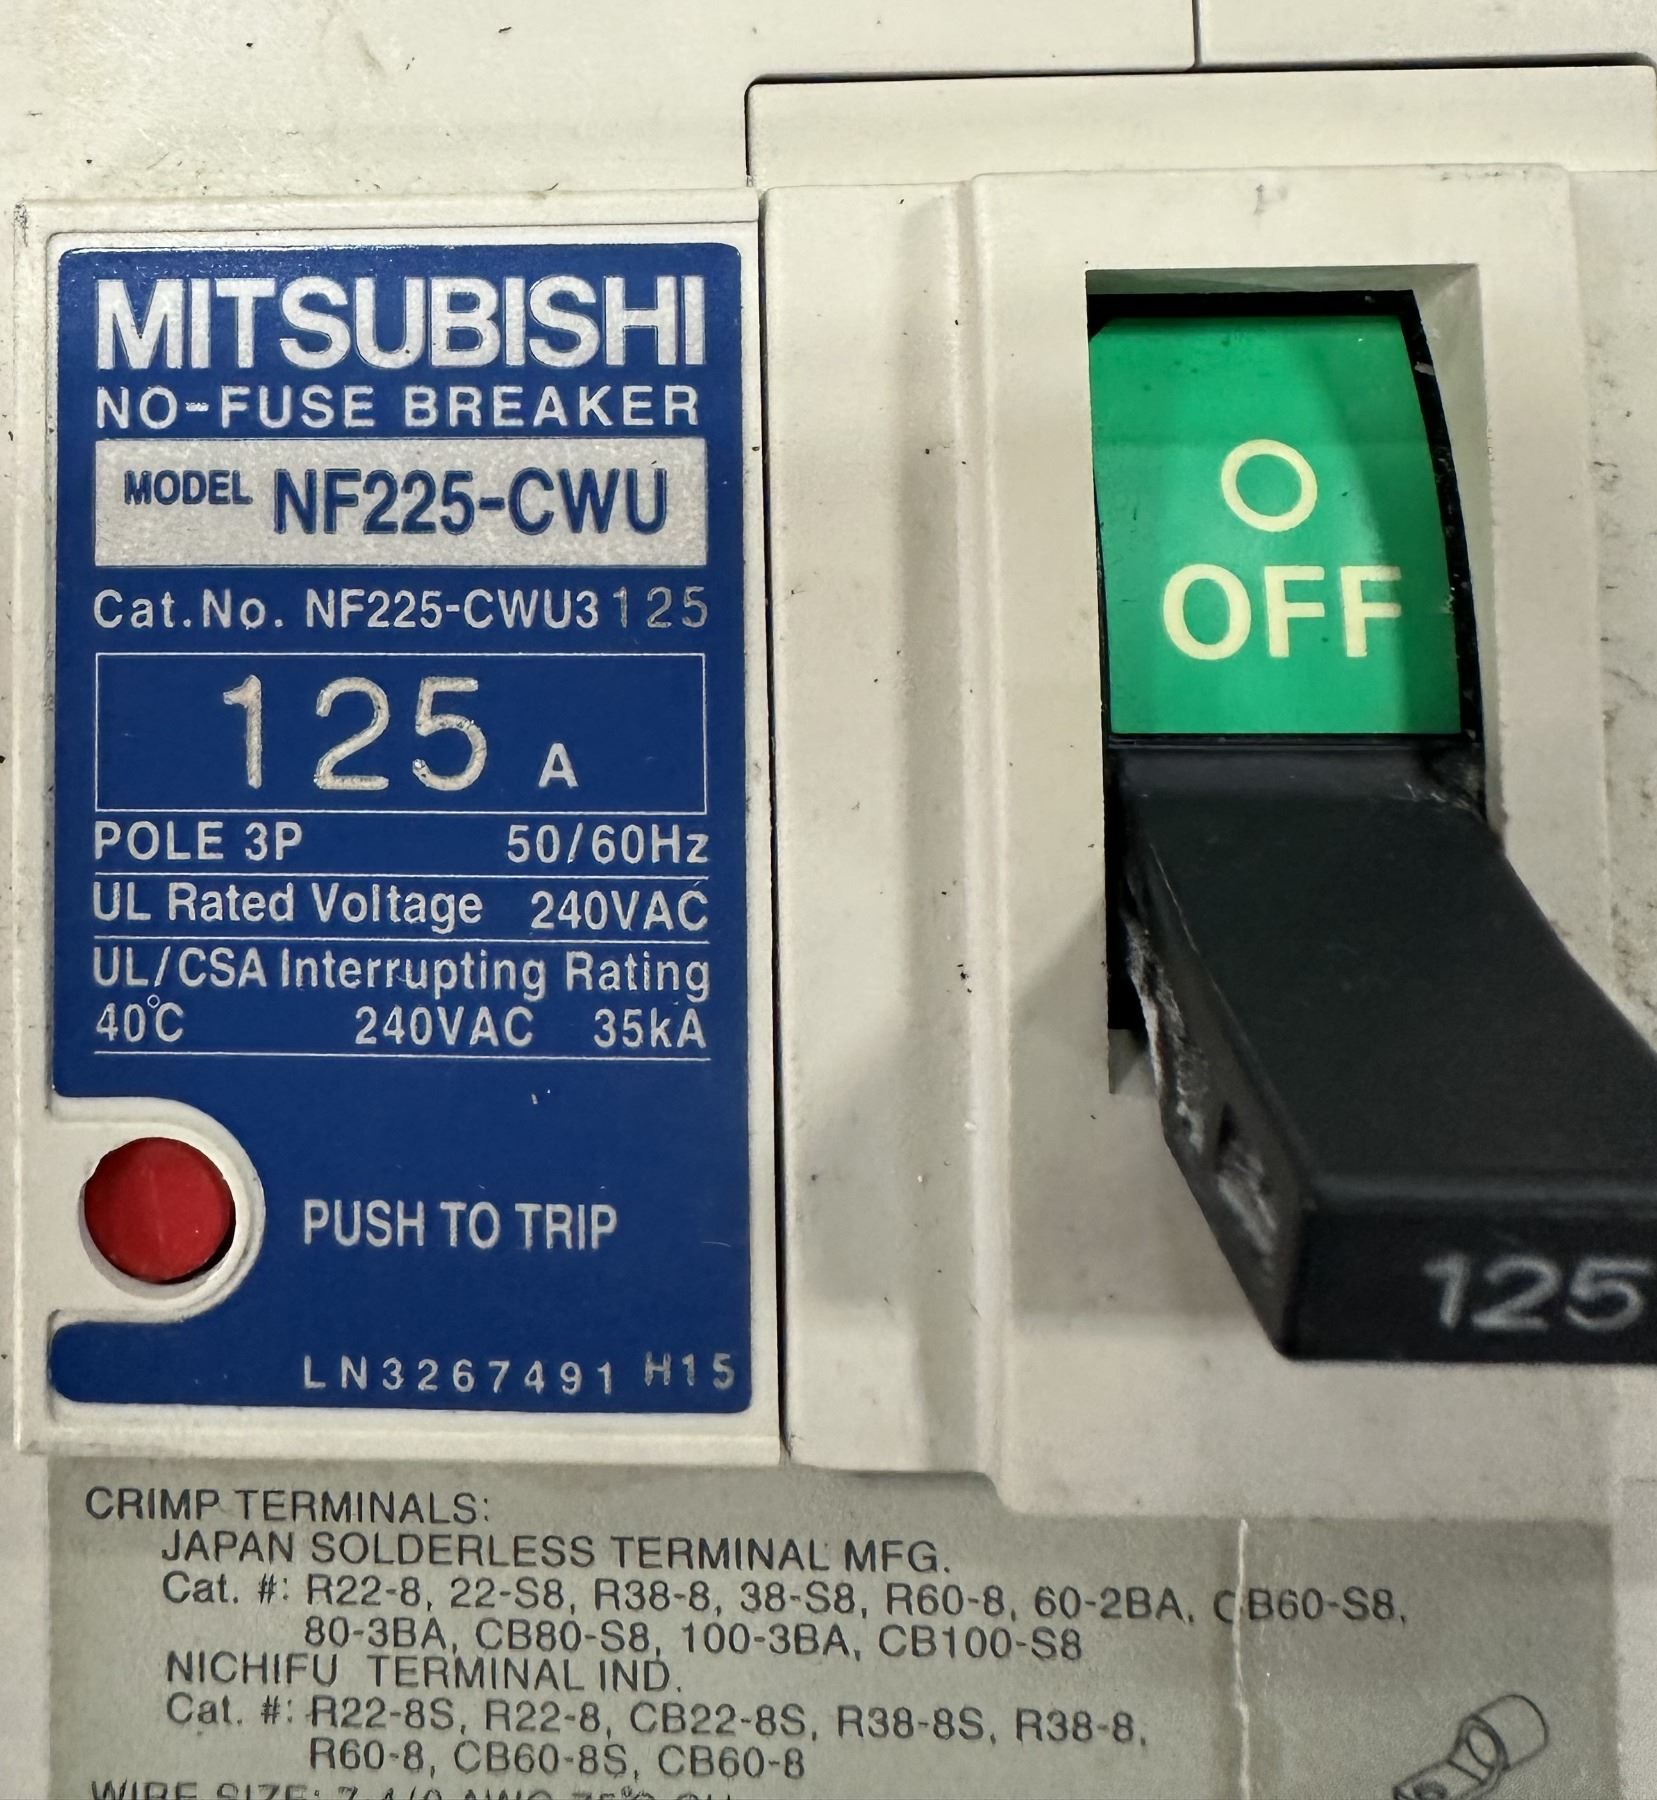 MITSUBISHI
NO-FUSE BREAKER
MODEL NF225-CWU
Cat.No. NF225-CWU3125
125 A
POLE 3P 50/60Hz
UL Rated Voltage 240VAC
UL/CSA Interrupting Rating
40°C 240VAC 35kA
PUSH TO TRIP
LN3267491 H15
O
OFF
125
CRIMP TERMINALS:
JAPAN SOLDERLESS TERMINAL MFG.
Cat. #: R22-8, 22-S8, R38-8, 38-S8, R60-8, 60-2BA, CB60-S8,
80-3BA, CB80-S8, 100-3BA, CB100-S8
NICHIFU TERMINAL IND.
Cat. #: R22-8S, R22-8, CB22-8S, R38-8S, R38-8,
R60-8, CB60-8S, CB60-8
WIRE SIZE: